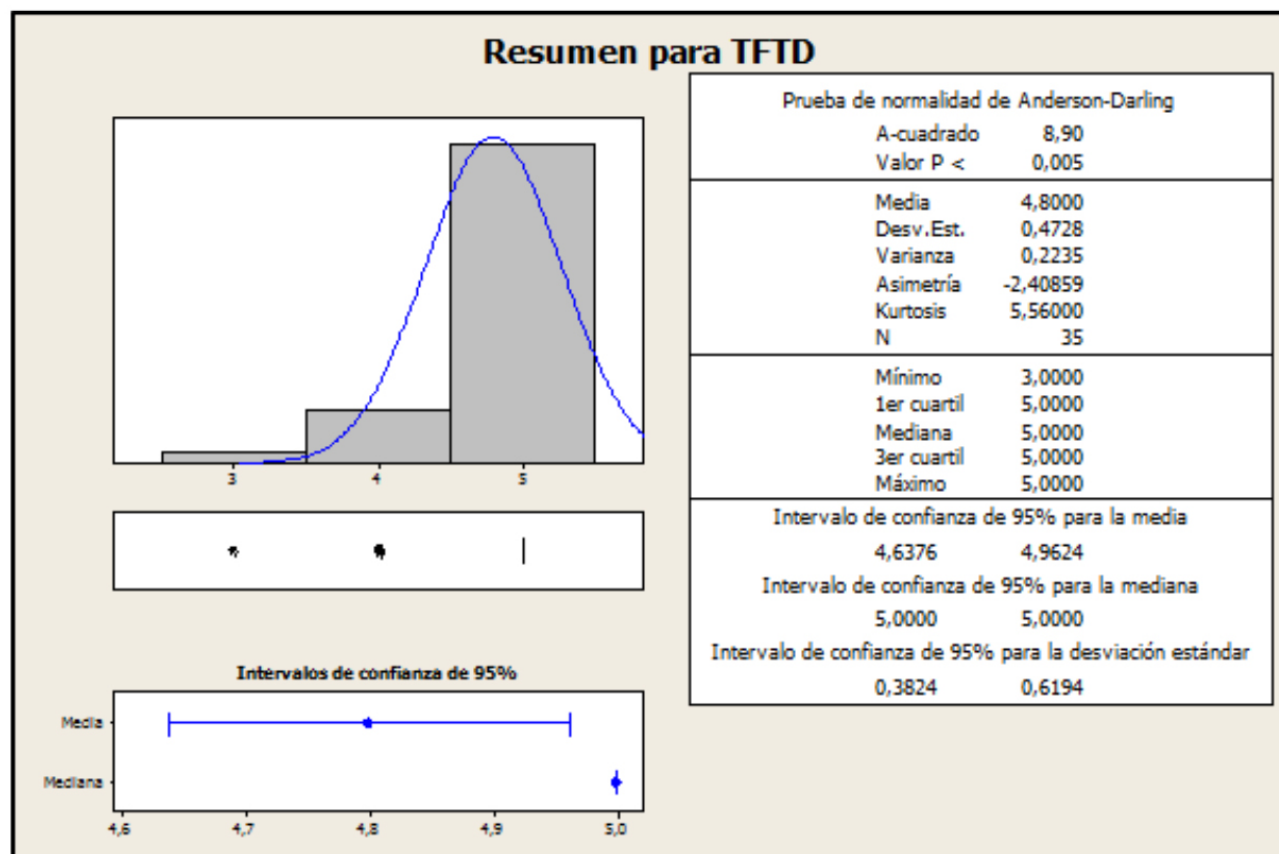 Resumen para TFTD
3 4 5
Intervalos de confianza de 95%
Media
Mediana
4,6 4,7 4,8 4,9 5,0
Prueba de normalidad de Anderson-Darling
A-cuadrado 8,90
Valor P < 0,005
Media 4,8000
Desv.Est. 0,4728
Varianza 0,2235
Asimetría -2,40859
Kurtosis 5,56000
N 35
Mínimo 3,0000
1er cuartil 5,0000
Mediana 5,0000
3er cuartil 5,0000
Máximo 5,0000
Intervalo de confianza de 95% para la media
4,6376 4,9624
Intervalo de confianza de 95% para la mediana
5,0000 5,0000
Intervalo de confianza de 95% para la desviación estándar
0,3824 0,6194